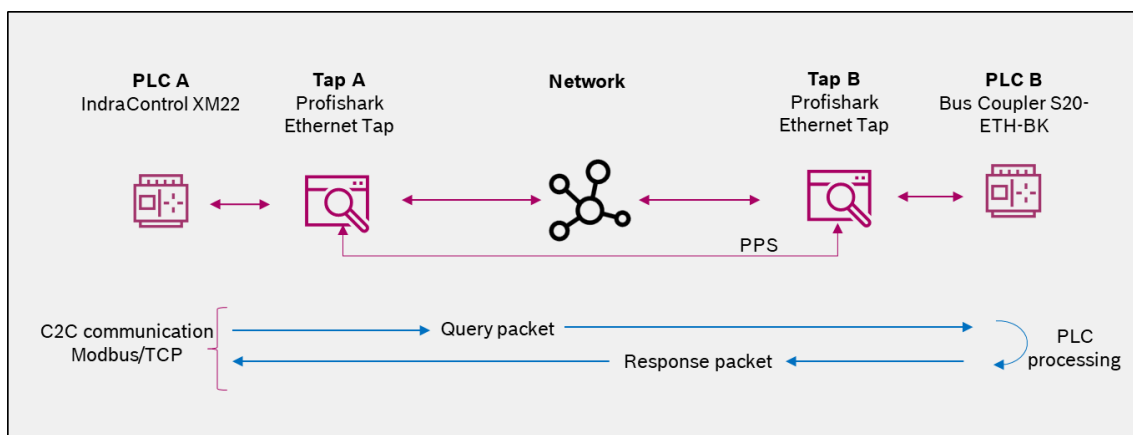 PLC A
IndraControl XM22
Tap A
Profishark
Ethernet Tap
Network
Tap B
Profishark
Ethernet Tap
PLC B
Bus Coupler S20-
ETH-BK
PPS
C2C communication
Modbus/TCP
Query packet
Response packet
PLC
processing